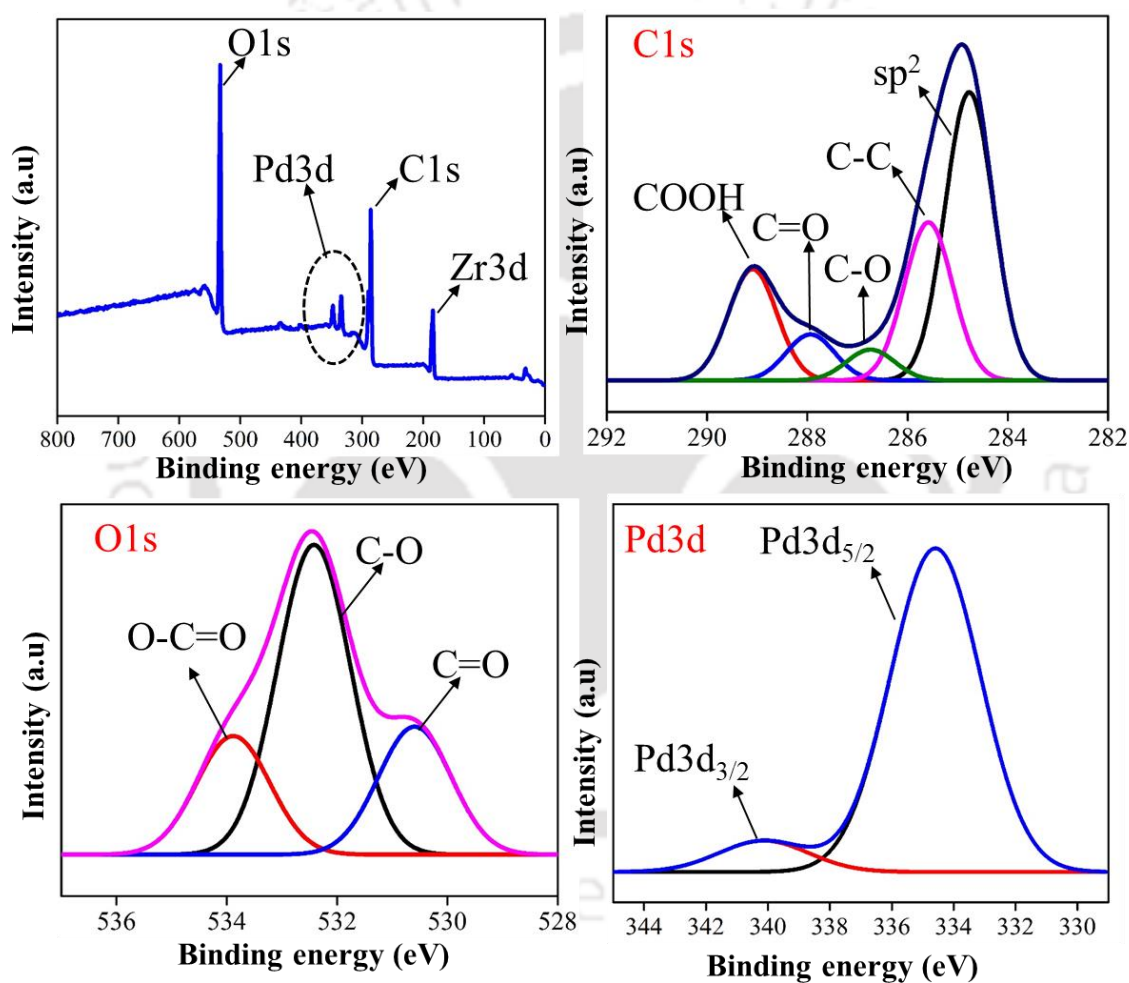 O1s
Pd3d
C1s
Zr3d
Intensity (a.u)
800 700 600 500 400 300 200 100 0
Binding energy (eV)
C1s
sp²
C-C
COOH
C=O
C-O
Intensity (a.u)
292 290 288 286 284 282
Binding energy (eV)
O1s
C-O
O-C=O
C=O
Intensity (a.u)
536 534 532 530 528
Binding energy (eV)
Pd3d
Pd3d₅/₂
Pd3d₃/₂
Intensity (a.u)
344 342 340 338 336 334 332 330
Binding energy (eV)